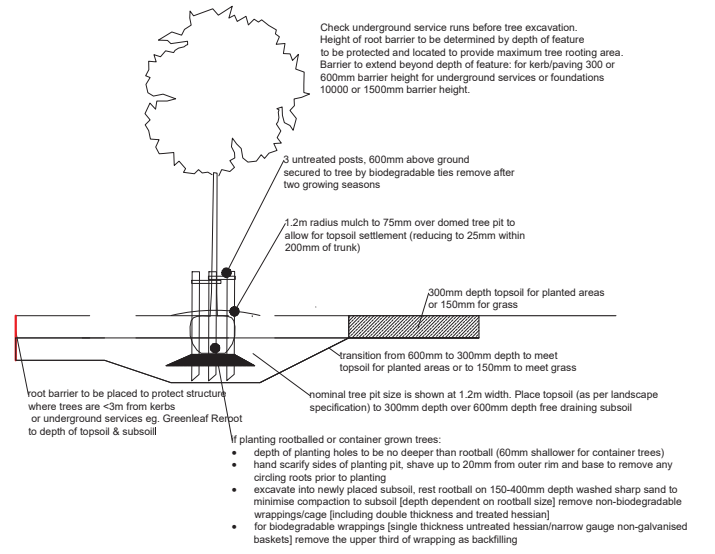 Check underground service runs before tree excavation.
Height of root barrier to be determined by depth of feature
to be protected and located to provide maximum tree rooting area.
Barrier to extend beyond depth of feature: for kerb/paving 300 or
600mm barrier height for underground services or foundations
10000 or 1500mm barrier height.
3 untreated posts, 600mm above ground
secured to tree by biodegradable ties remove after
two growing seasons
1.2m radius mulch to 75mm over domed tree pit to
allow for topsoil settlement (reducing to 25mm within
200mm of trunk)
300mm depth topsoil for planted areas
or 150mm for grass
transition from 600mm to 300mm depth to meet
topsoil for planted areas or to 150mm to meet grass
nominal tree pit size is shown at 1.2m width. Place topsoil (as per landscape
specification) to 300mm depth over 600mm depth free draining subsoil
root barrier to be placed to protect structure
where trees are <3m from kerbs
or underground services eg. Greenleaf Reroot
to depth of topsoil & subsoil
If planting rootballed or container grown trees:
• depth of planting holes to be no deeper than rootball (60mm shallower for container trees)
• hand scarify sides of planting pit, shave up to 20mm from outer rim and base to remove any
circling roots prior to planting
• excavate into newly placed subsoil, rest rootball on 150-400mm depth washed sharp sand to
minimise compaction to subsoil [depth dependent on rootball size] remove non-biodegradable
wrappings/cage [including double thickness and treated hessian]
• for biodegradable wrappings [single thickness untreated hessian/narrow gauge non-galvanised
baskets] remove the upper third of wrapping as backfilling